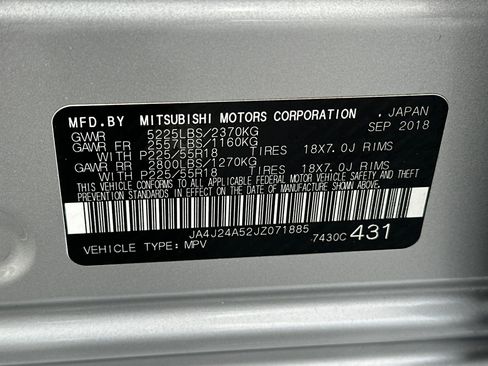 MFD.BY MITSUBISHI MOTORS CORPORATION . JAPAN
GVWR 5225LBS/2370KG SEP 2018
GAWR FR 2557LBS/1160KG
WITH P225/55R18 TIRES 18X7.0J RIMS
GAWR RR 2800LBS/1270KG
WITH P225/55R18 TIRES 18X7.0J RIMS
THIS VEHICLE CONFORMS TO ALL APPLICABLE FEDERAL MOTOR VEHICLE SAFETY AND THEFT
PREVENTION STANDARDS IN EFFECT ON THE DATE OF MANUFACTURE SHOWN ABOVE.
JA4J24A52JZ071885
VEHICLE TYPE: MPV 7430C 431